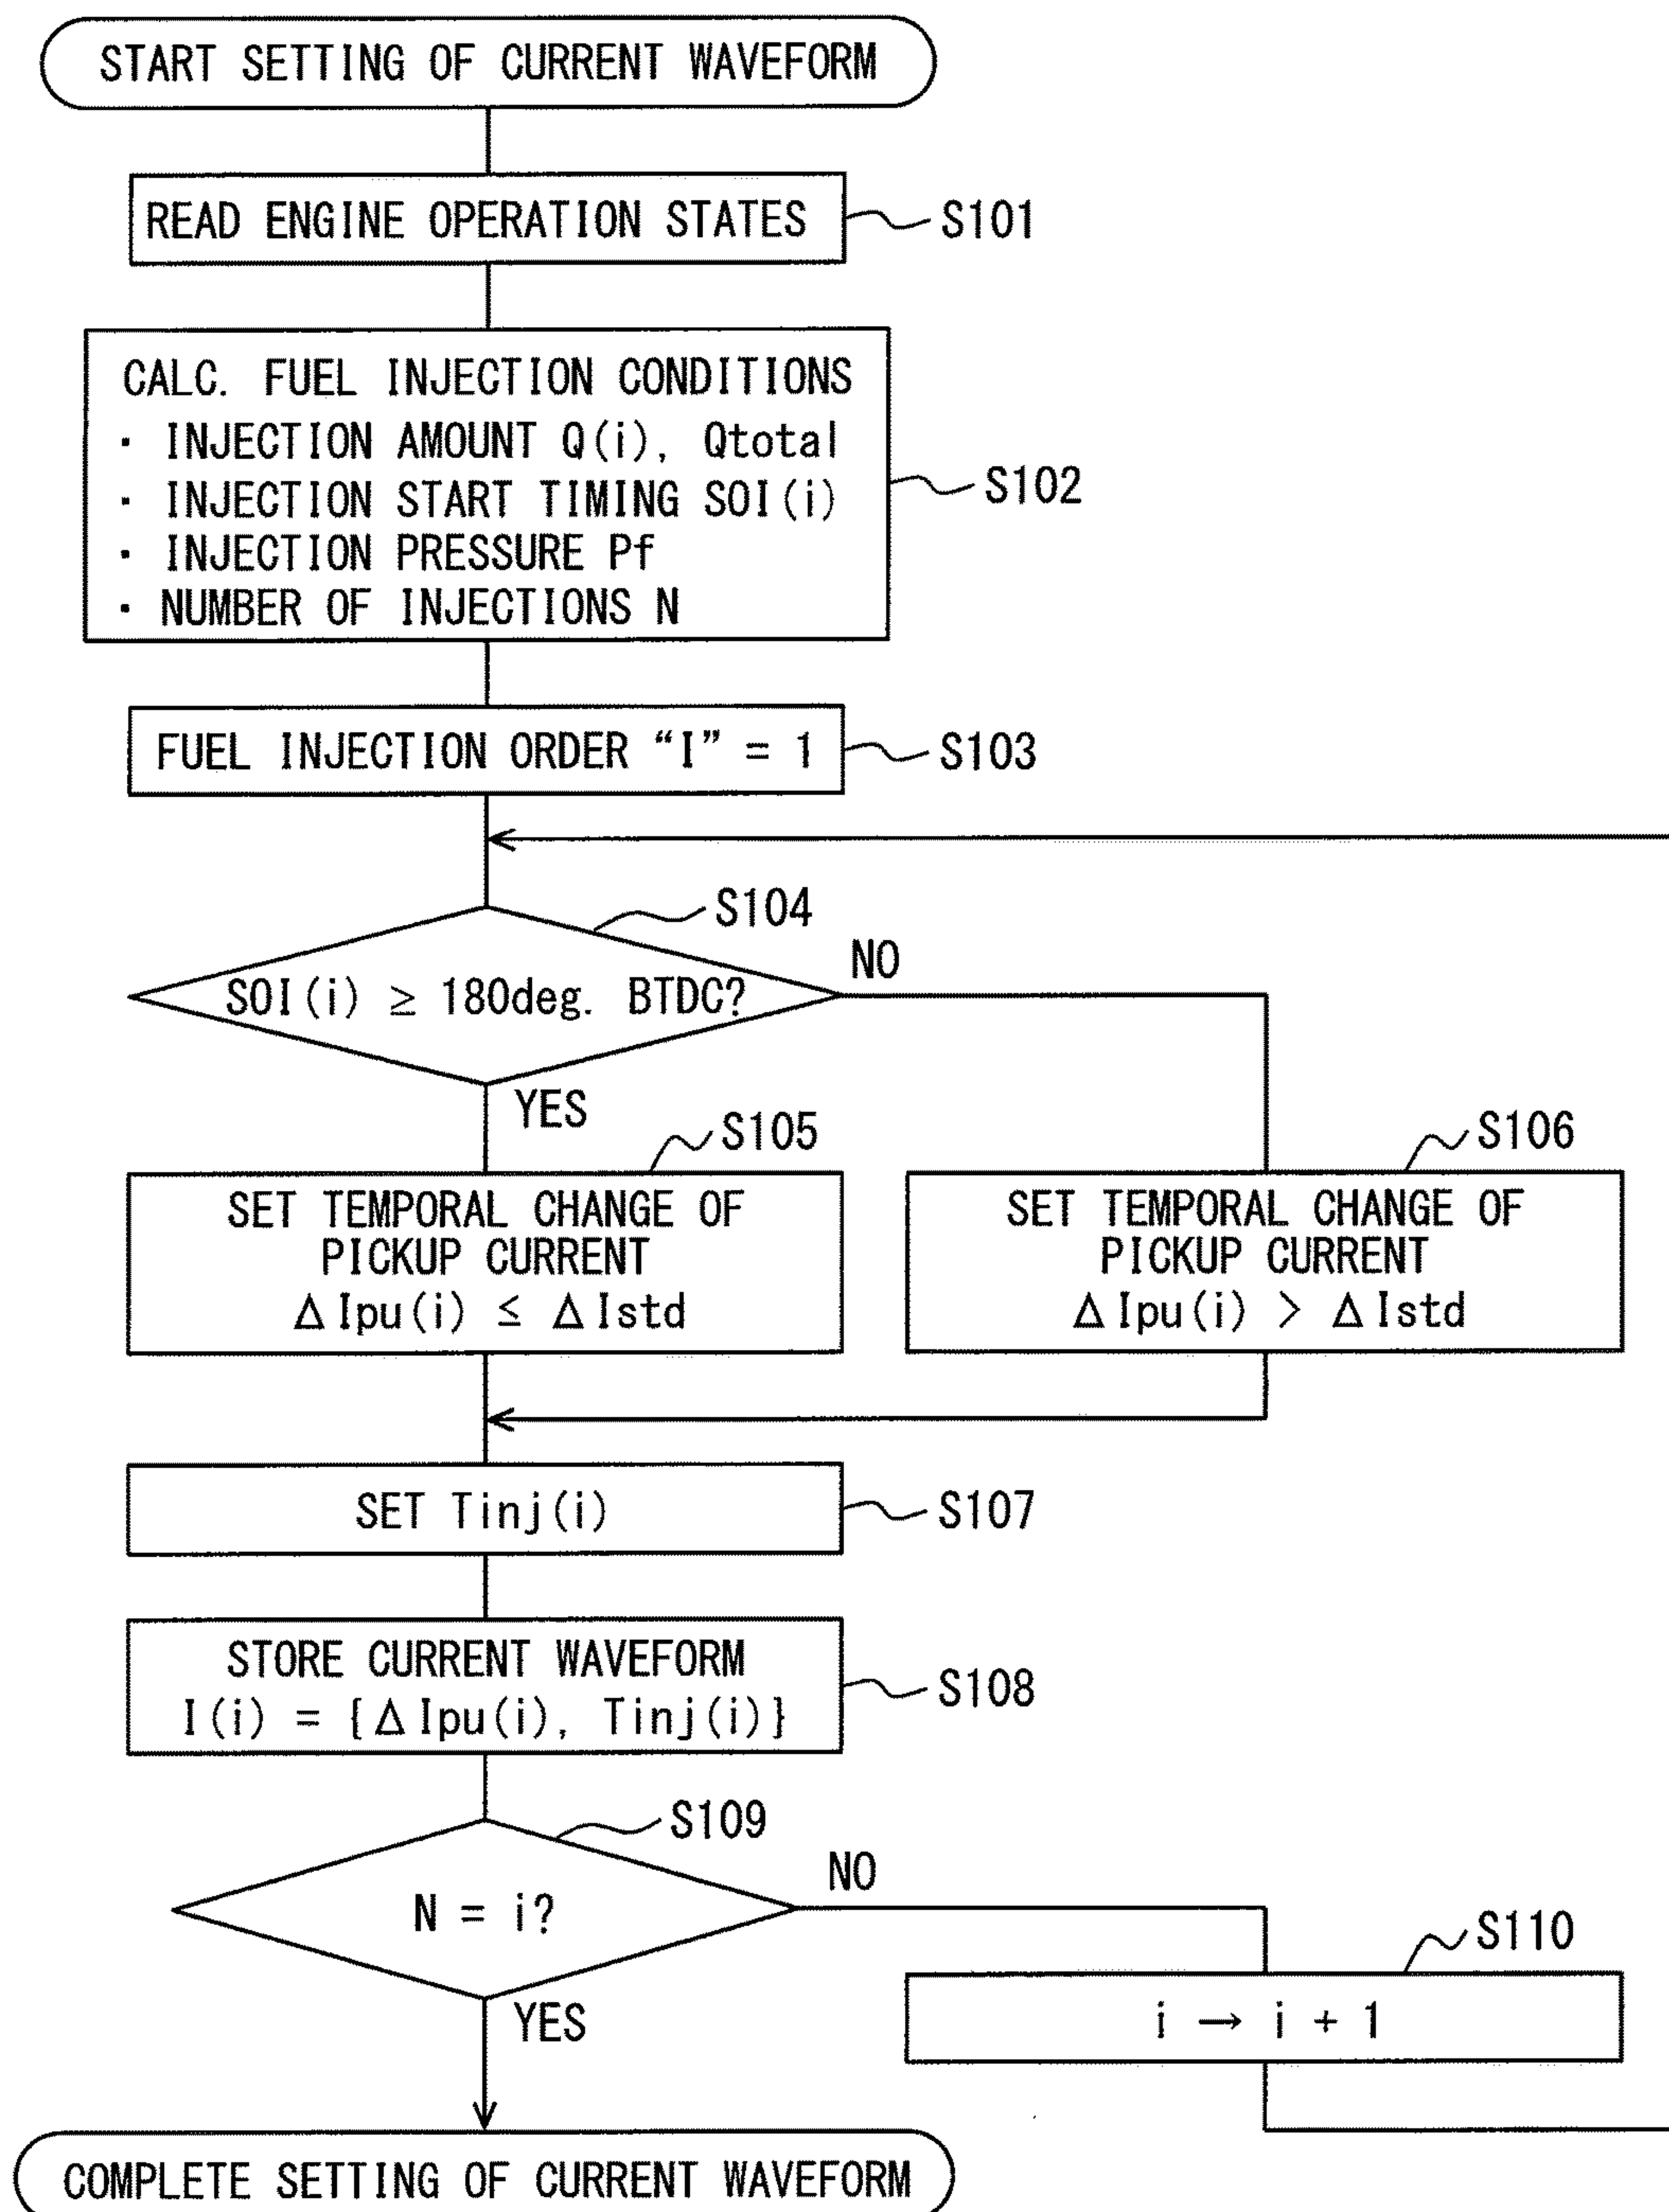 START SETTING OF CURRENT WAVEFORM
READ ENGINE OPERATION STATES
S101
CALC. FUEL INJECTION CONDITIONS
· INJECTION AMOUNT Q(i), Qtotal
· INJECTION START TIMING SOI(i)
· INJECTION PRESSURE Pf
· NUMBER OF INJECTIONS N
S102
FUEL INJECTION ORDER “I” = 1
S103
S104
SOI(i) ≥ 180deg. BTDC?
NO
YES
S105
SET TEMPORAL CHANGE OF
PICKUP CURRENT
ΔIpu(i) ≤ ΔIstd
S106
SET TEMPORAL CHANGE OF
PICKUP CURRENT
ΔIpu(i) > ΔIstd
SET Tinj(i)
S107
STORE CURRENT WAVEFORM
I(i) = {ΔIpu(i), Tinj(i)}
S108
S109
N = i?
NO
YES
S110
i → i + 1
COMPLETE SETTING OF CURRENT WAVEFORM